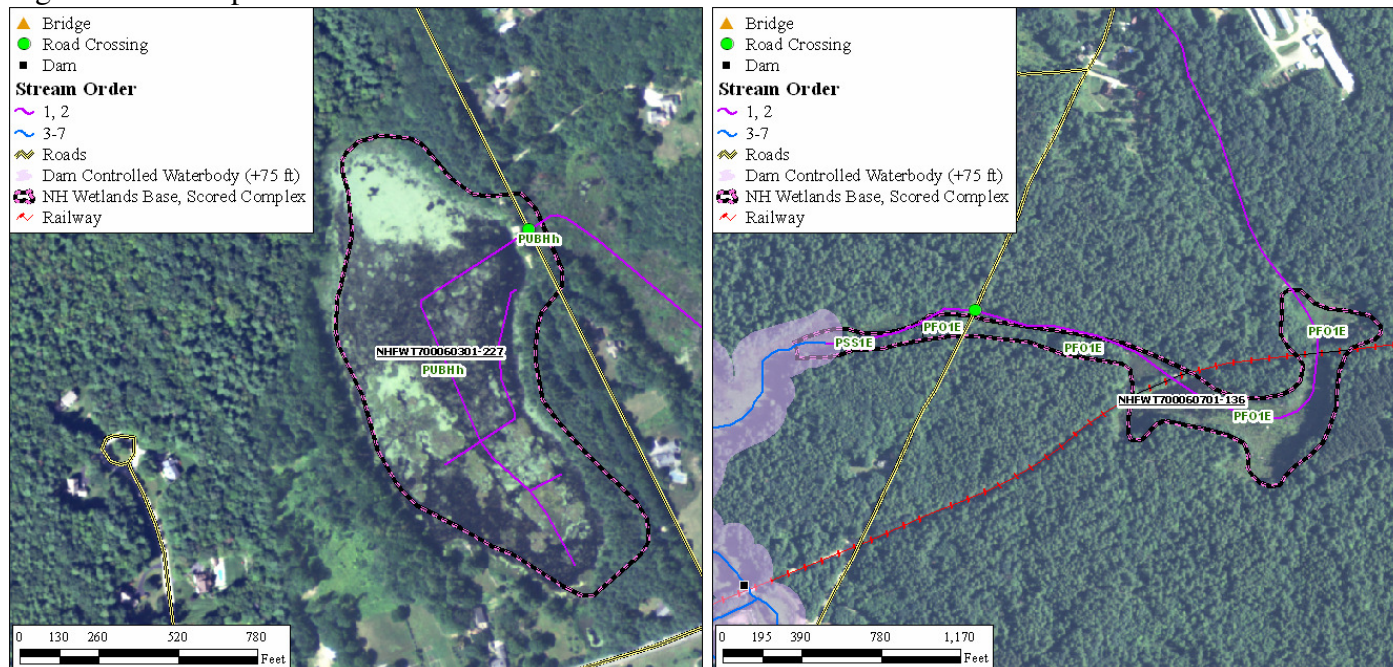 Bridge
Road Crossing
Dam
Stream Order
1, 2
3-7
Roads
Dam Controlled Waterbody (+75 ft)
NH Wetlands Base, Scored Complex
Railway
PUBHh
NHFWT700060301-227
PUBHh
0 130 260 520 780
Feet
Bridge
Road Crossing
Dam
Stream Order
1, 2
3-7
Roads
Dam Controlled Waterbody (+75 ft)
NH Wetlands Base, Scored Complex
Railway
PFO1E
PFO1E
PSS1E
PFO1E
NHFWT700060701-136
PFO1E
0 195 390 780 1,170
Feet